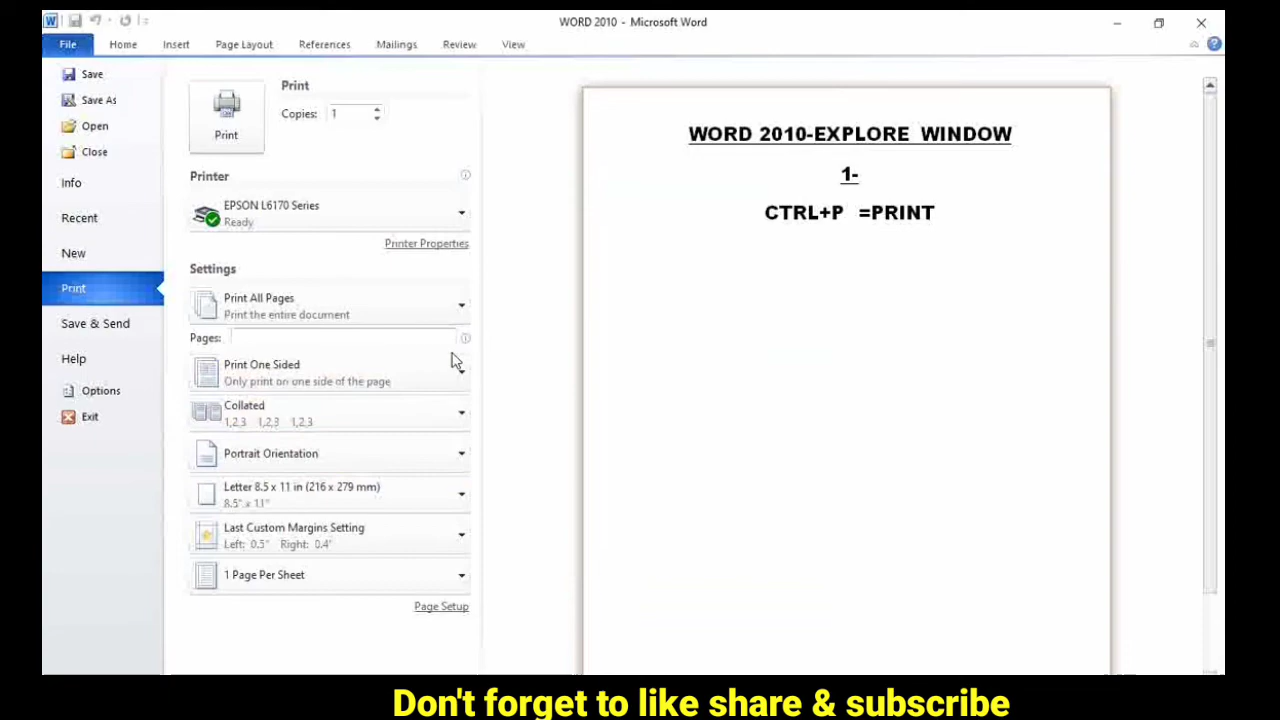 WORD 2010 - Microsoft Word
File Home Insert Page Layout References Mailings Review View
Save
Save As
Open
Close
Info
Recent
New
Print
Save & Send
Help
Options
Exit
Print
Print
Copies: 1
Printer
EPSON L6170 Series
Ready
Printer Properties
Settings
Print All Pages
Print the entire document
Pages:
Print One Sided
Only print on one side of the page
Collated
1,2,3 1,2,3 1,2,3
Portrait Orientation
Letter 8.5 x 11 in (216 x 279 mm)
8.5" x 11"
Last Custom Margins Setting
Left: 0.5" Right: 0.4"
1 Page Per Sheet
Page Setup
WORD 2010-EXPLORE WINDOW
1-
CTRL+P =PRINT
Don't forget to like share & subscribe